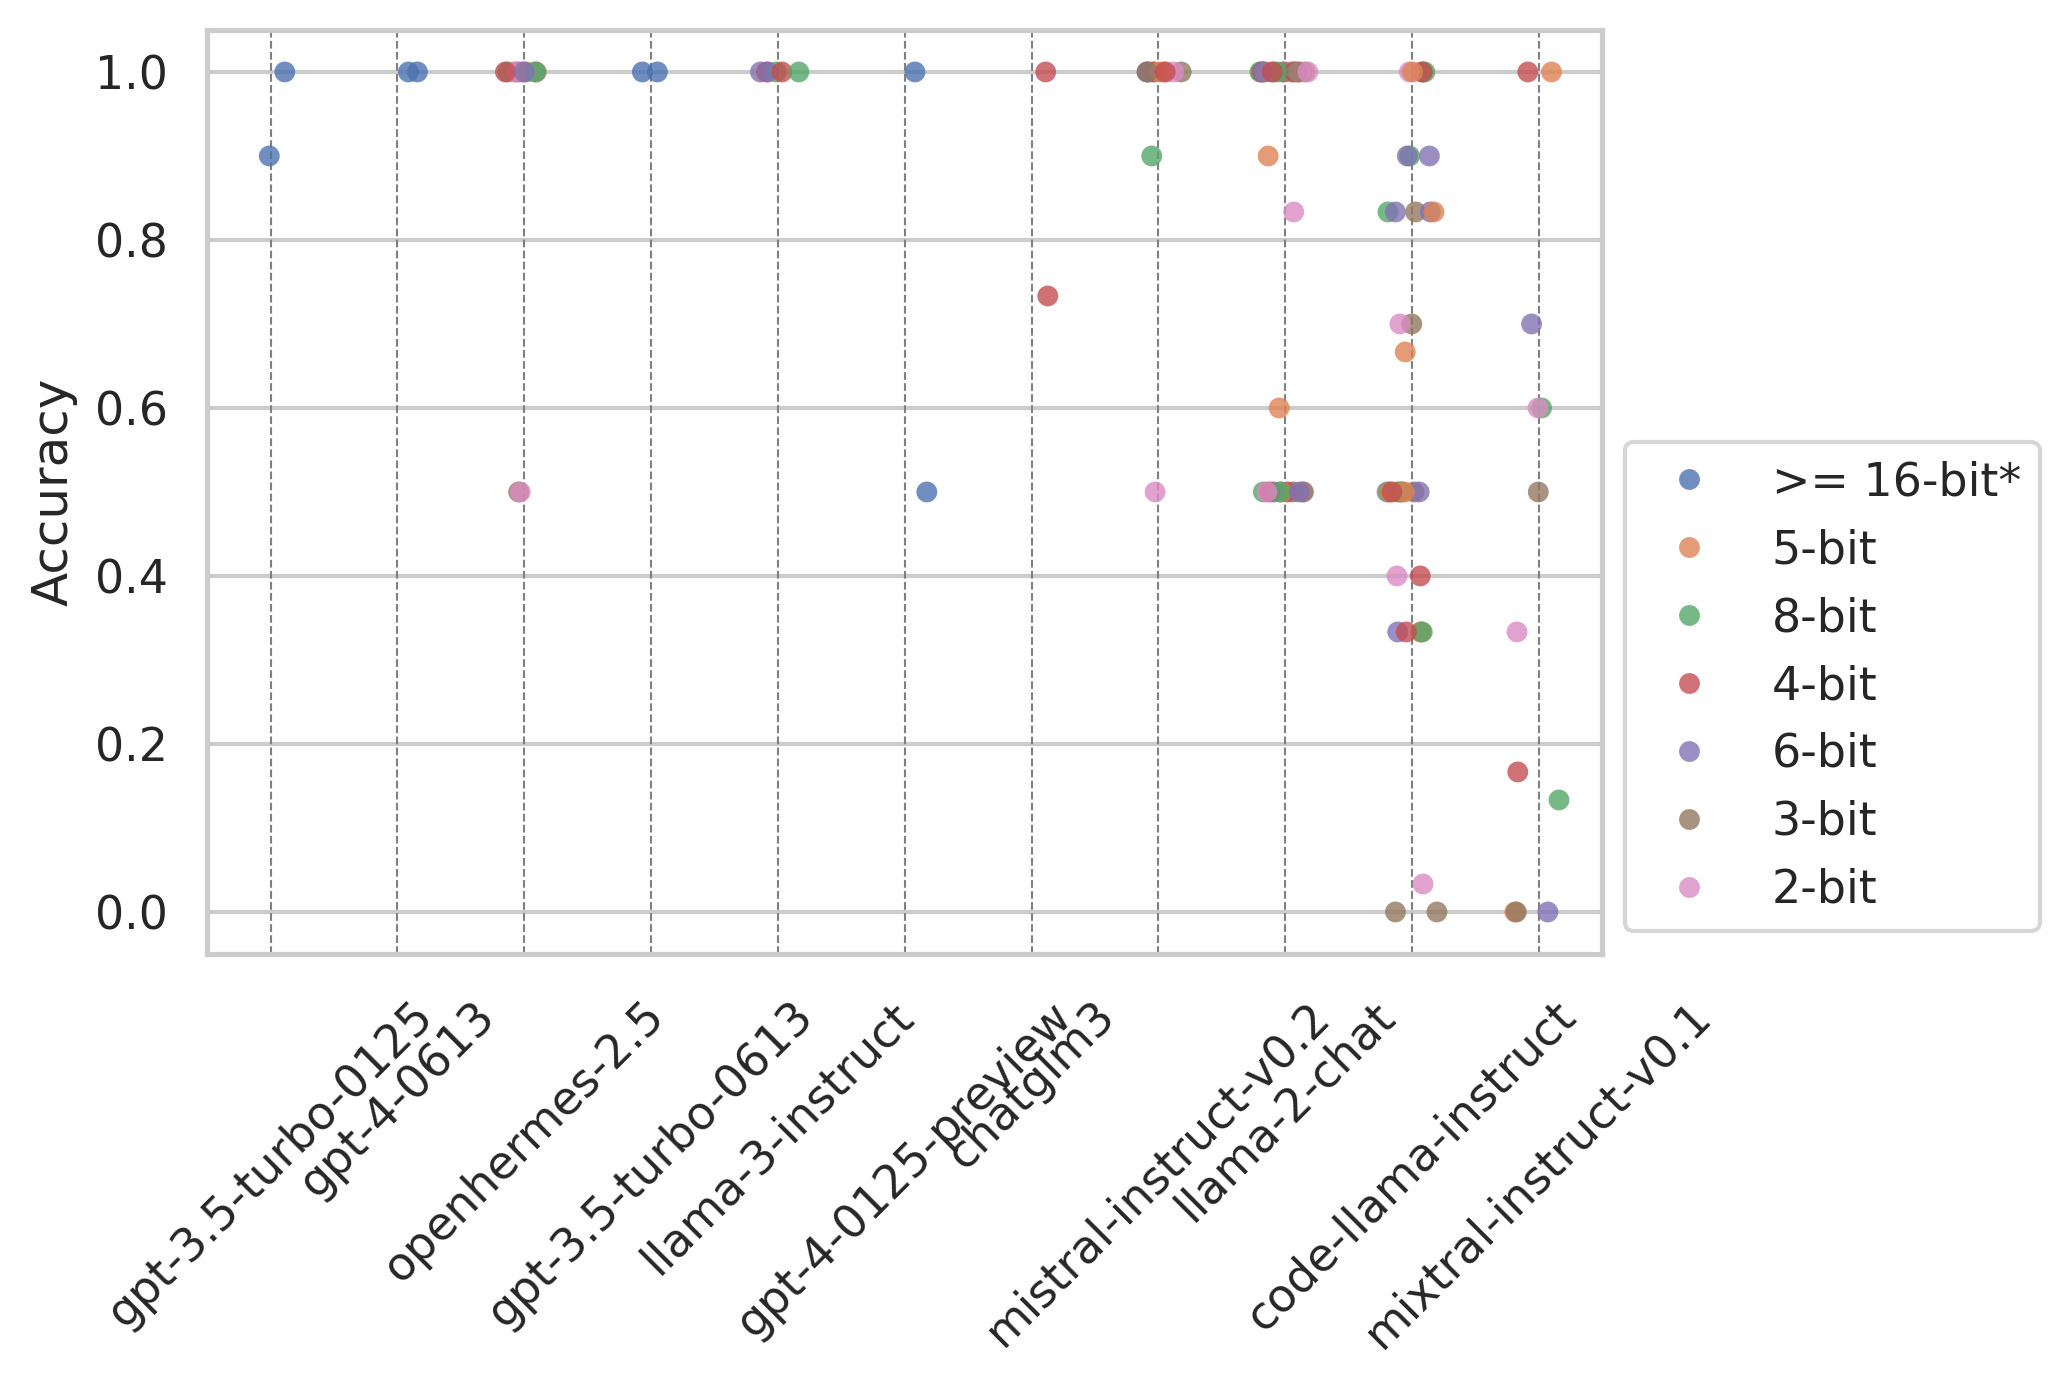 Accuracy
1.0
0.8
0.6
0.4
0.2
0.0
gpt-3.5-turbo-0125
gpt-4-0613
openhermes-2.5
gpt-3.5-turbo-0613
llama-3-instruct
gpt-4-0125-preview
chatglm3
mistral-instruct-v0.2
llama-2-chat
code-llama-instruct
mixtral-instruct-v0.1
>= 16-bit*
5-bit
8-bit
4-bit
6-bit
3-bit
2-bit